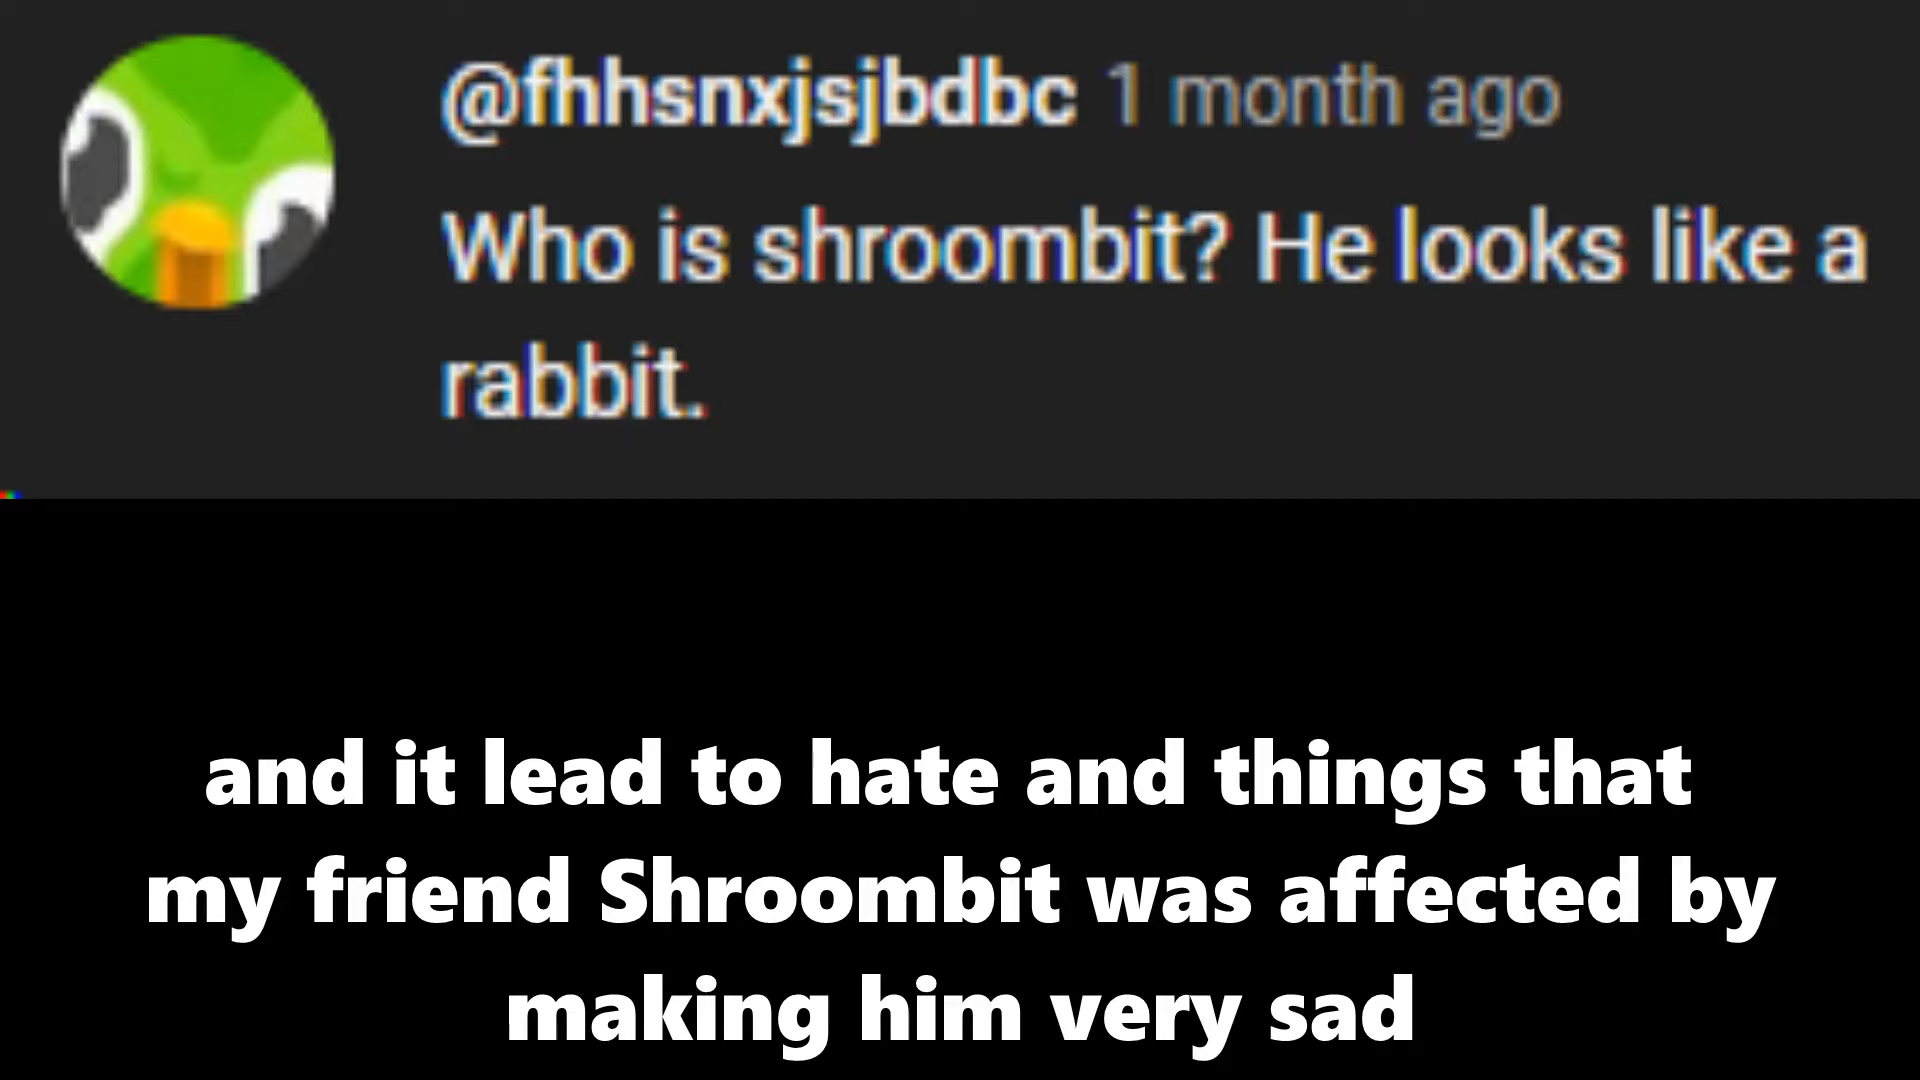 @fhhsnxjsjbdbc 1 month ago
Who is shroombit? He looks like a
rabbit.
and it lead to hate and things that
my friend Shroombit was affected by
making him very sad